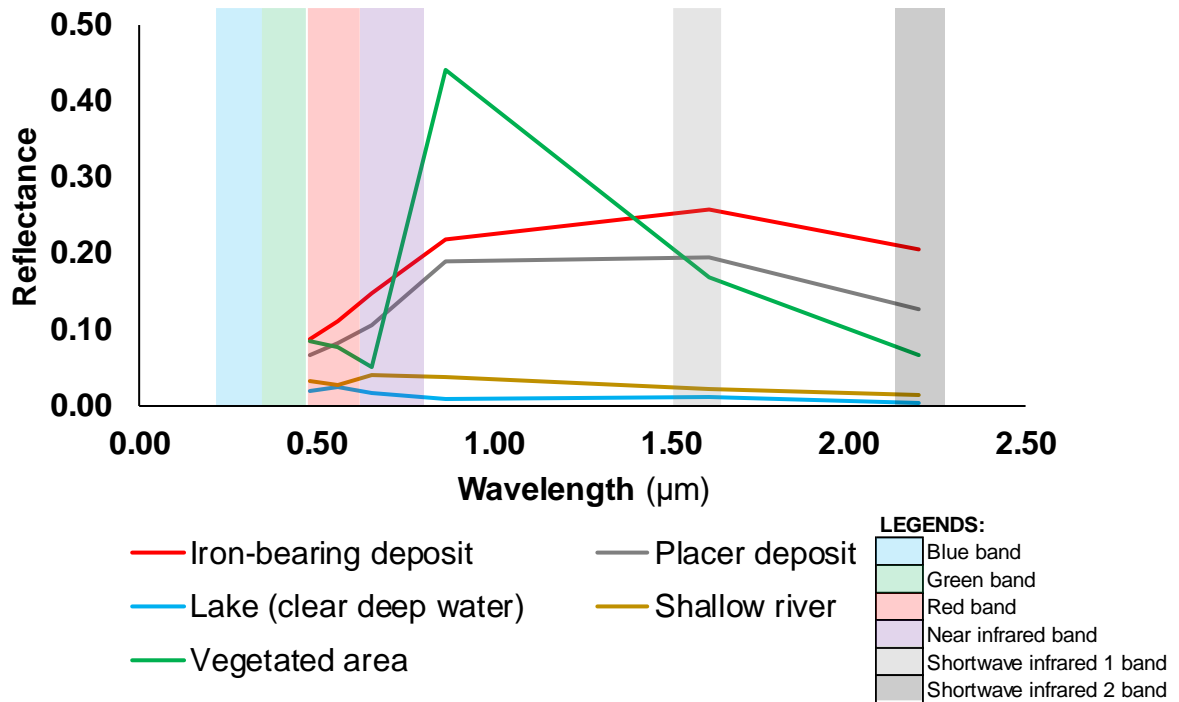 0.50
0.40
0.30
0.20
0.10
0.00
Reflectance
0.00 0.50 1.00 1.50 2.00 2.50
Wavelength (μm)
Iron-bearing deposit
Placer deposit
Lake (clear deep water)
Shallow river
Vegetated area
LEGENDS:
Blue band
Green band
Red band
Near infrared band
Shortwave infrared 1 band
Shortwave infrared 2 band